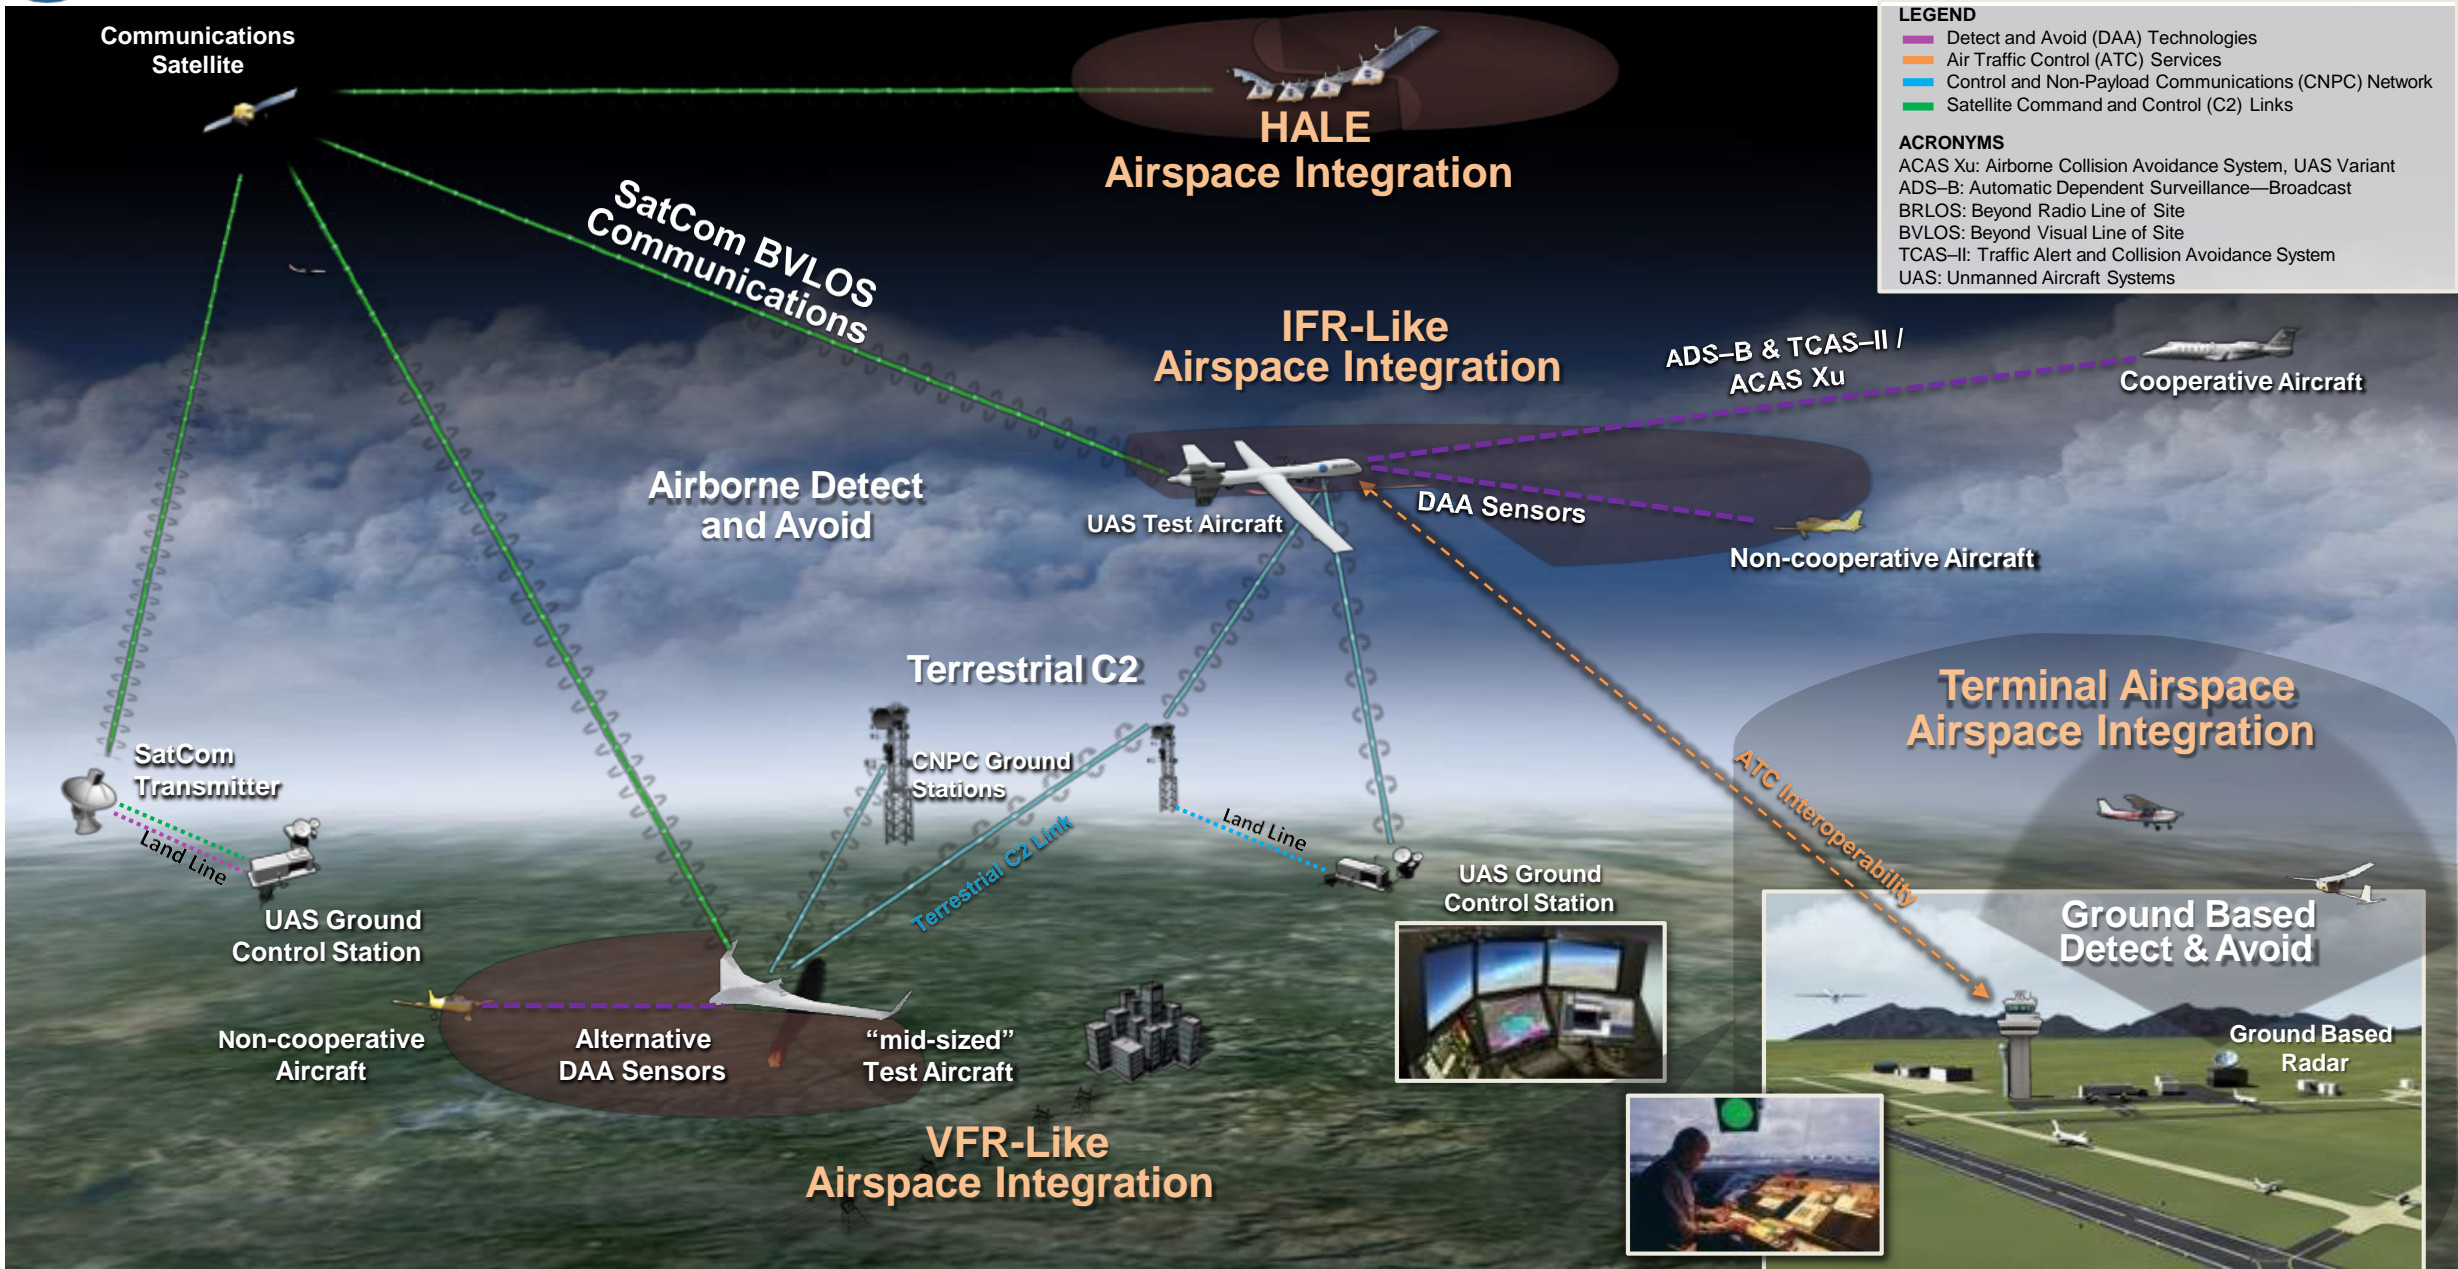 Communications
Satellite
HALE
Airspace Integration
LEGEND
Detect and Avoid (DAA) Technologies
Air Traffic Control (ATC) Services
Control and Non-Payload Communications (CNPC) Network
Satellite Command and Control (C2) Links
ACRONYMS
ACAS Xu: Airborne Collision Avoidance System, UAS Variant
ADS–B: Automatic Dependent Surveillance—Broadcast
BRLOS: Beyond Radio Line of Site
BVLOS: Beyond Visual Line of Site
TCAS–II: Traffic Alert and Collision Avoidance System
UAS: Unmanned Aircraft Systems
SatCom BVLOS
Communications
IFR-Like
Airspace Integration
ADS–B & TCAS–II /
ACAS Xu
Cooperative Aircraft
Airborne Detect
and Avoid
UAS Test Aircraft
DAA Sensors
Non-cooperative Aircraft
Terrestrial C2
Terminal Airspace
Airspace Integration
SatCom
Transmitter
CNPC Ground
Stations
ATC Interoperability
Land Line
Terrestrial C2 Link
Land Line
UAS Ground
Control Station
UAS Ground
Control Station
Ground Based
Detect & Avoid
Non-cooperative
Aircraft
Alternative
DAA Sensors
“mid-sized”
Test Aircraft
Ground Based
Radar
VFR-Like
Airspace Integration